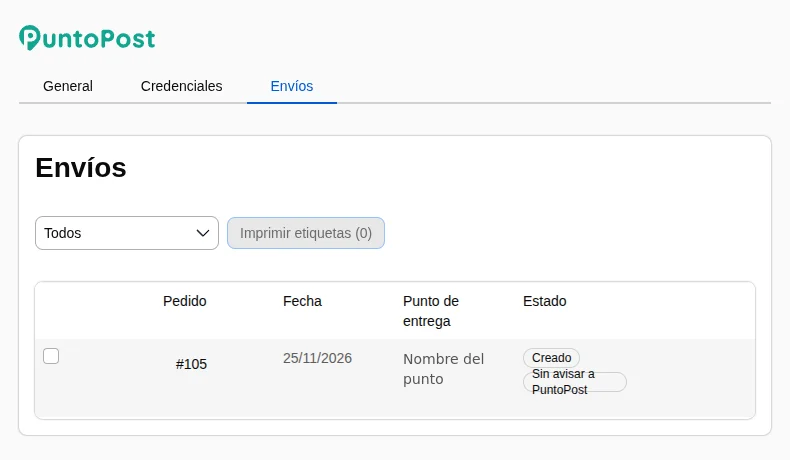 PuntoPost
General Credenciales Envíos
Envíos
Todos Imprimir etiquetas (0)
Pedido Fecha Punto de entrega Estado
#105 25/11/2026 Nombre del punto Creado
Sin avisar a PuntoPost